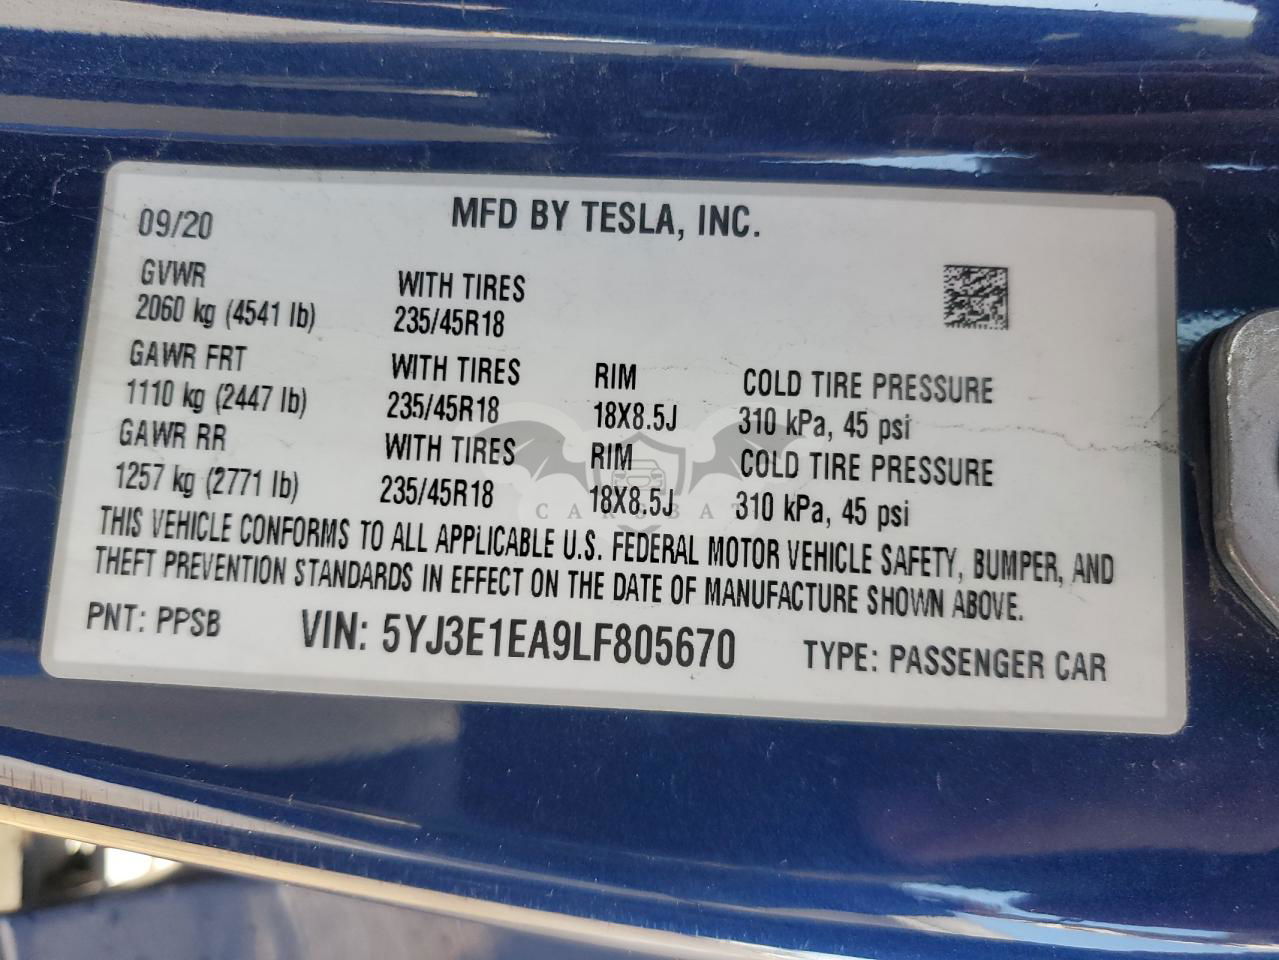 09/20 MFD BY TESLA, INC.
GVWR WITH TIRES
2060 kg (4541 lb) 235/45R18
GAWR FRT WITH TIRES RIM COLD TIRE PRESSURE
1110 kg (2447 lb) 235/45R18 18X8.5J 310 kPa, 45 psi
GAWR RR WITH TIRES RIM COLD TIRE PRESSURE
1257 kg (2771 lb) 235/45R18 18X8.5J 310 kPa, 45 psi
THIS VEHICLE CONFORMS TO ALL APPLICABLE U.S. FEDERAL MOTOR VEHICLE SAFETY, BUMPER, AND
THEFT PREVENTION STANDARDS IN EFFECT ON THE DATE OF MANUFACTURE SHOWN ABOVE.
PNT: PPSB VIN: 5YJ3E1EA9LF805670 TYPE: PASSENGER CAR